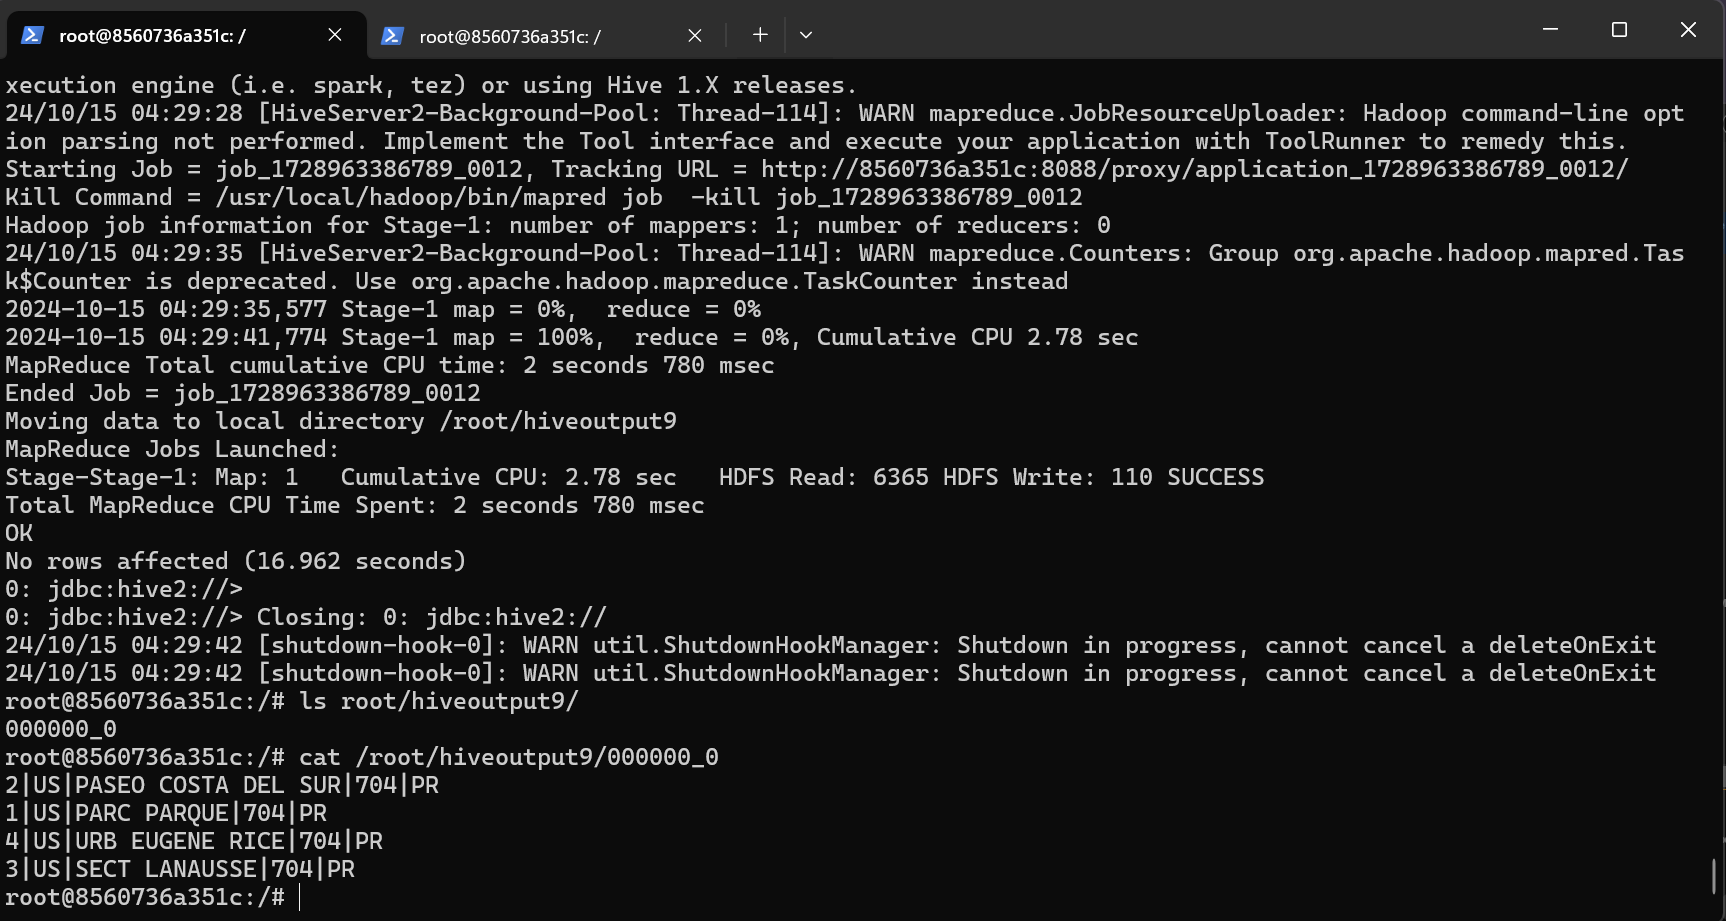 root@8560736a351c: /
root@8560736a351c: /
xecution engine (i.e. spark, tez) or using Hive 1.X releases.
24/10/15 04:29:28 [HiveServer2-Background-Pool: Thread-114]: WARN mapreduce.JobResourceUploader: Hadoop command-line opt
ion parsing not performed. Implement the Tool interface and execute your application with ToolRunner to remedy this.
Starting Job = job_1728963386789_0012, Tracking URL = http://8560736a351c:8088/proxy/application_1728963386789_0012/
Kill Command = /usr/local/hadoop/bin/mapred job  -kill job_1728963386789_0012
Hadoop job information for Stage-1: number of mappers: 1; number of reducers: 0
24/10/15 04:29:35 [HiveServer2-Background-Pool: Thread-114]: WARN mapreduce.Counters: Group org.apache.hadoop.mapred.Tas
k$Counter is deprecated. Use org.apache.hadoop.mapreduce.TaskCounter instead
2024-10-15 04:29:35,577 Stage-1 map = 0%,  reduce = 0%
2024-10-15 04:29:41,774 Stage-1 map = 100%,  reduce = 0%, Cumulative CPU 2.78 sec
MapReduce Total cumulative CPU time: 2 seconds 780 msec
Ended Job = job_1728963386789_0012
Moving data to local directory /root/hiveoutput9
MapReduce Jobs Launched:
Stage-Stage-1: Map: 1   Cumulative CPU: 2.78 sec   HDFS Read: 6365 HDFS Write: 110 SUCCESS
Total MapReduce CPU Time Spent: 2 seconds 780 msec
OK
No rows affected (16.962 seconds)
0: jdbc:hive2://>
0: jdbc:hive2://> Closing: 0: jdbc:hive2://
24/10/15 04:29:42 [shutdown-hook-0]: WARN util.ShutdownHookManager: Shutdown in progress, cannot cancel a deleteOnExit
24/10/15 04:29:42 [shutdown-hook-0]: WARN util.ShutdownHookManager: Shutdown in progress, cannot cancel a deleteOnExit
root@8560736a351c:/# ls root/hiveoutput9/
000000_0
root@8560736a351c:/# cat /root/hiveoutput9/000000_0
2|US|PASEO COSTA DEL SUR|704|PR
1|US|PARC PARQUE|704|PR
4|US|URB EUGENE RICE|704|PR
3|US|SECT LANAUSSE|704|PR
root@8560736a351c:/#